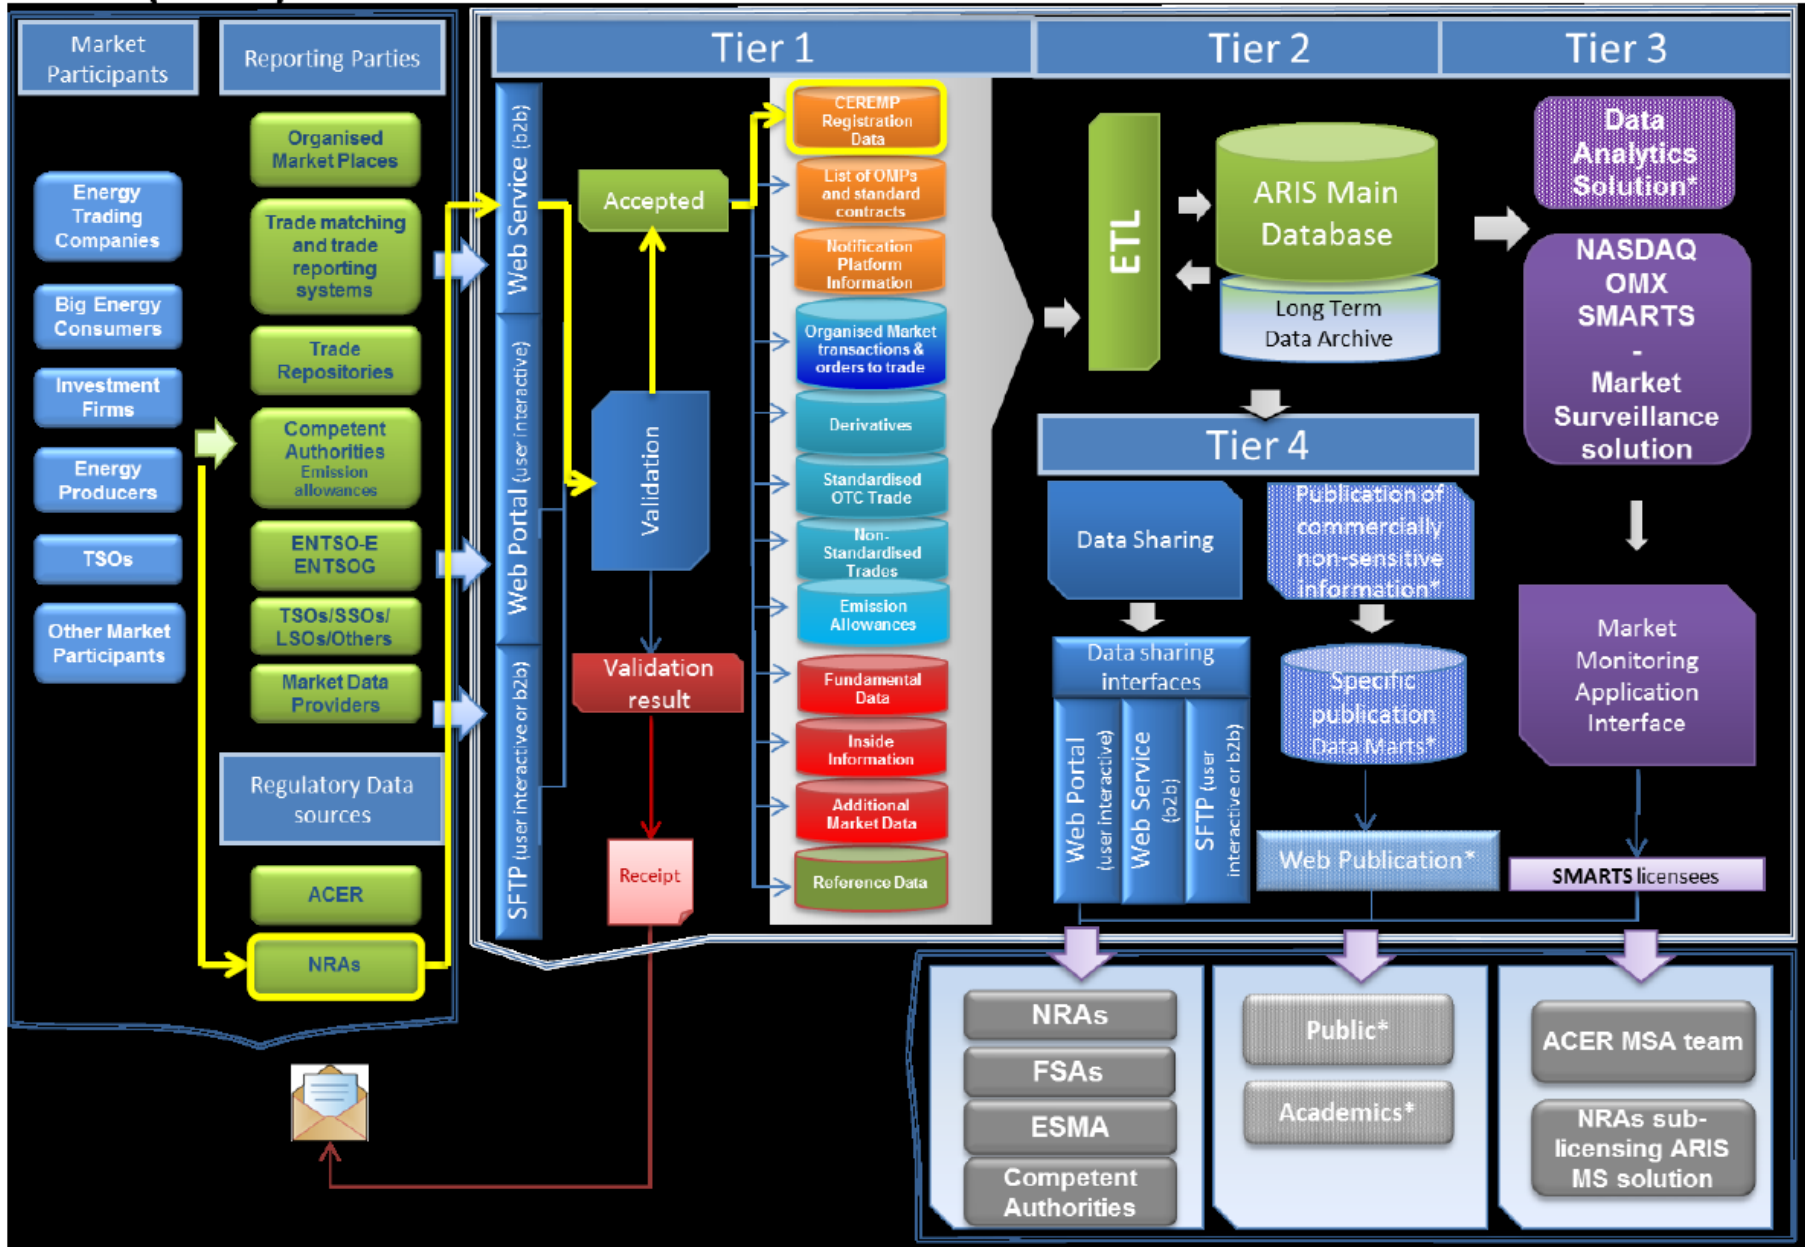 Market
Participants
Reporting Parties
Energy
Trading
Companies
Big Energy
Consumers
Investment
Firms
Energy
Producers
TSOs
Other Market
Participants
Organised
Market Places
Trade matching
and trade
reporting
systems
Trade
Repositories
Competent
Authorities
Emission
allowances
ENTSO-E
ENTSOG
TSOs/SSOs/
LSOs/Others
Market Data
Providers
Regulatory Data
sources
ACER
NRAs
Tier 1
Web Service (b2b)
Web Portal (user interactive)
SFTP (user interactive or b2b)
Accepted
Validation
Validation
result
Receipt
CEREMP
Registration
Data
List of OMPs
and standard
contracts
Notification
Platform
Information
Organised Market
transactions &
orders to trade
Derivatives
Standardised
OTC Trade
Non-
Standardised
Trades
Emission
Allowances
Fundamental
Data
Inside
Information
Additional
Market Data
Reference Data
Tier 2
ETL
ARIS Main
Database
Long Term
Data Archive
Tier 3
Data
Analytics
Solution*
NASDAQ
OMX
SMARTS
-
Market
Surveillance
solution
Market
Monitoring
Application
Interface
SMARTS licensees
Tier 4
Data Sharing
Publication of
commercially
non-sensitive
information*
Data sharing
interfaces
Web Portal
(user interactive)
Web Service
(b2b)
SFTP (user
interactive or b2b)
Specific
publication
Data Marts*
Web Publication*
NRAs
FSAs
ESMA
Competent
Authorities
Public*
Academics*
ACER MSA team
NRAs sub-
licensing ARIS
MS solution